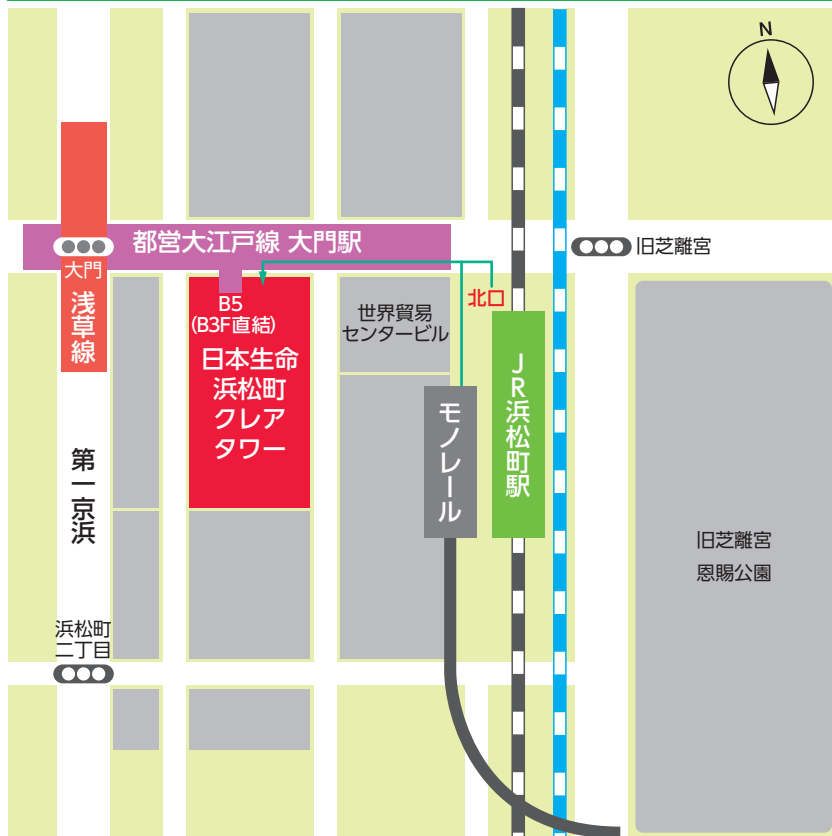 N
都営大江戸線 大門駅
旧芝離宮
大門
浅草線
B5
(B3F直結)
日本生命
浜松町
クレア
タワー
世界貿易
センタービル
北口
JR浜松町駅
モノレール
第一京浜
旧芝離宮
恩賜公園
浜松町
二丁目